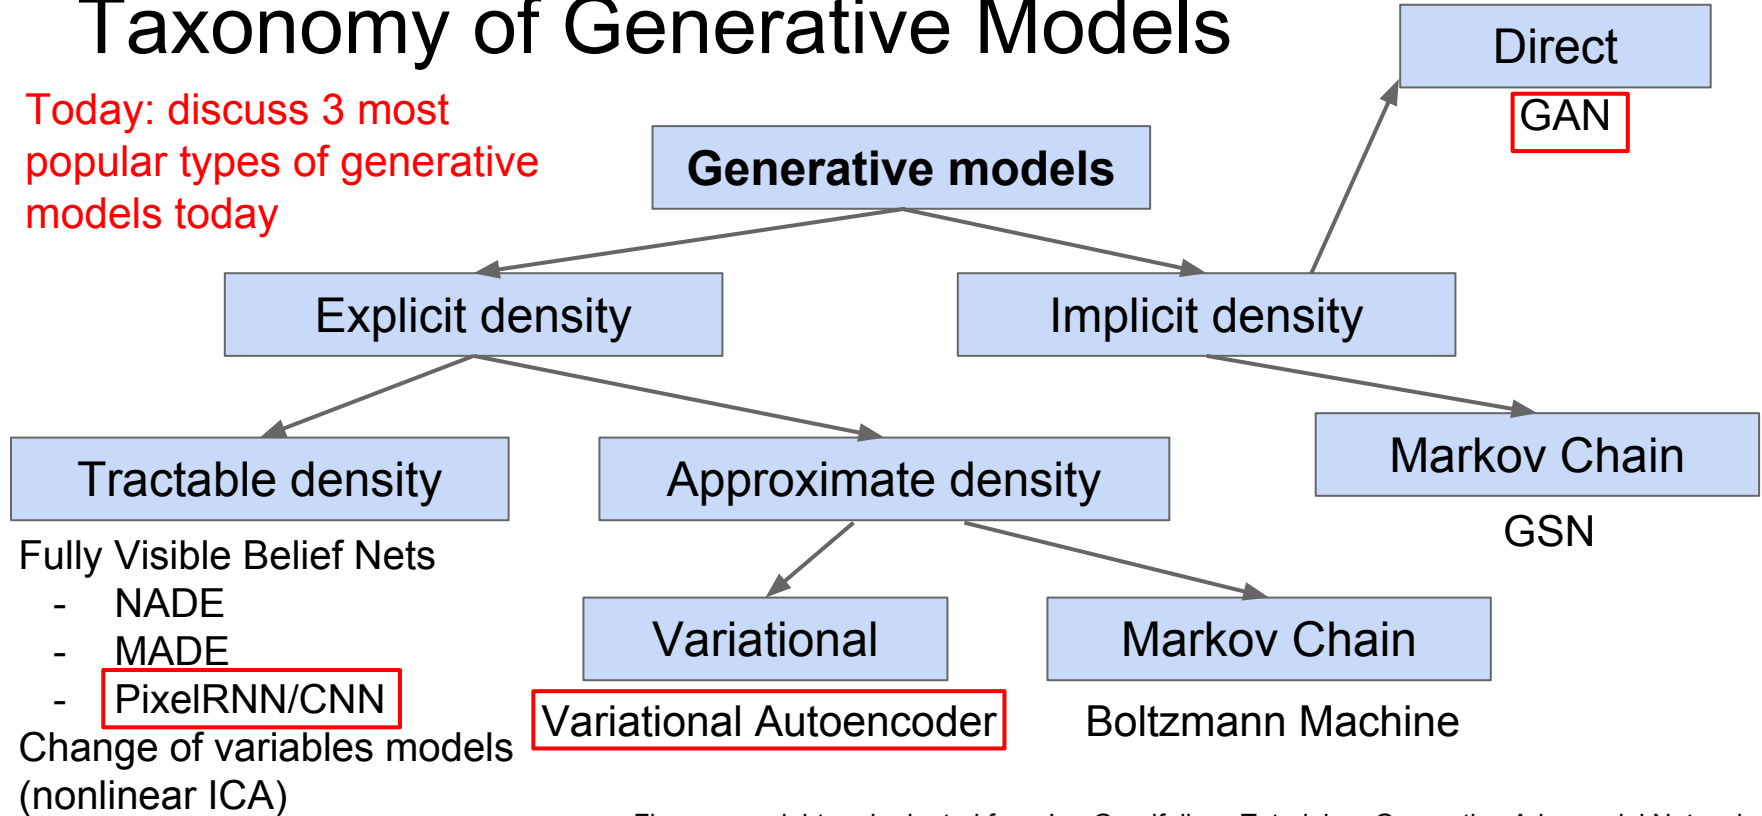 Taxonomy of Generative Models
Direct
GAN
Today: discuss 3 most
popular types of generative
models today
Generative models
Explicit density
Implicit density
Tractable density
Approximate density
Markov Chain
GSN
Fully Visible Belief Nets
- NADE
- MADE
- PixelRNN/CNN
Change of variables models
(nonlinear ICA)
Variational
Markov Chain
Variational Autoencoder
Boltzmann Machine